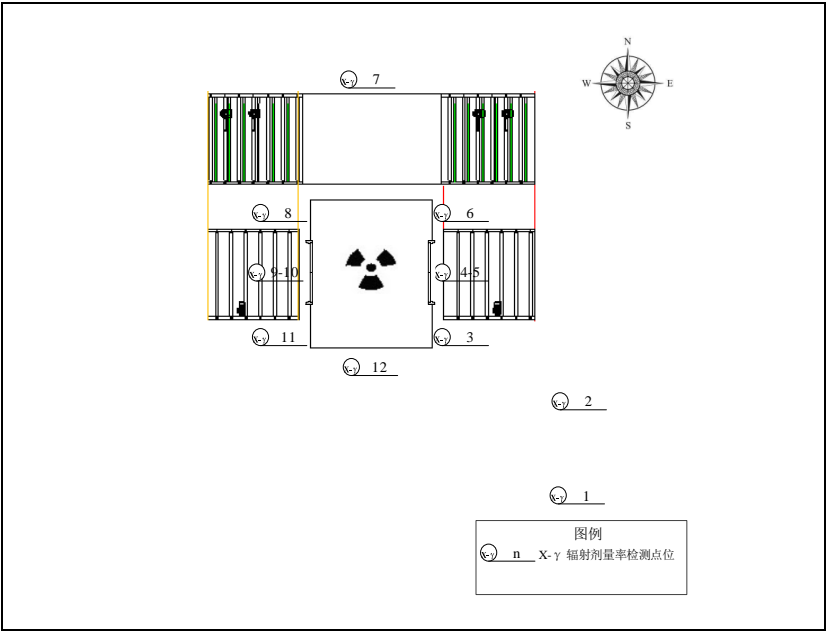 N
X-γ 7
W E
S
X-γ 8
X-γ 6
X-γ 9-10
X-γ 4-5
X-γ 11
X-γ 3
X-γ 12
X-γ 2
X-γ 1
图例
X-γ n X-γ 辐射剂量率检测点位